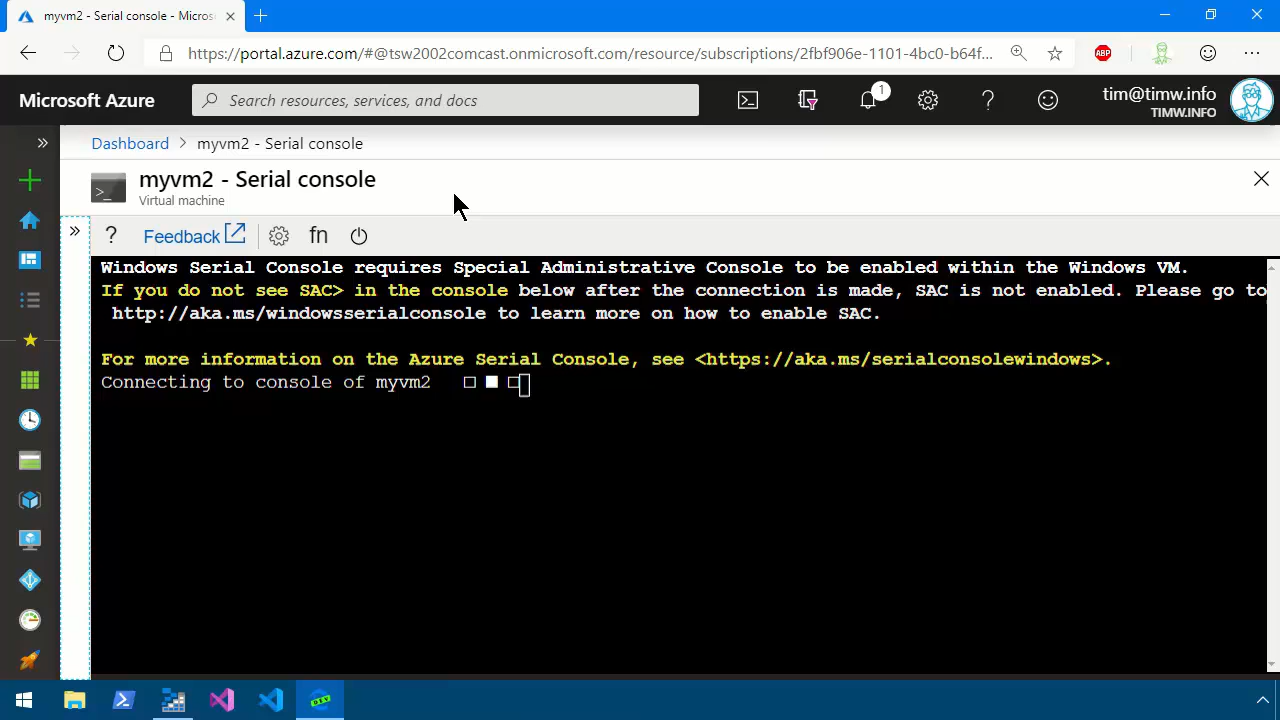 myvm2 - Serial console - Micros
https://portal.azure.com/#@tsw2002comcast.onmicrosoft.com/resource/subscriptions/2fbf906e-1101-4bc0-b64f...
ABP
Microsoft Azure
Search resources, services, and docs
1
tim@timw.info
TIMW.INFO
Dashboard > myvm2 - Serial console
myvm2 - Serial console
Virtual machine
? Feedback fn
Windows Serial Console requires Special Administrative Console to be enabled within the Windows VM.
If you do not see SAC> in the console below after the connection is made, SAC is not enabled. Please go to
http://aka.ms/windowsserialconsole to learn more on how to enable SAC.
For more information on the Azure Serial Console, see <https://aka.ms/serialconsolewindows>.
Connecting to console of myvm2
DEV